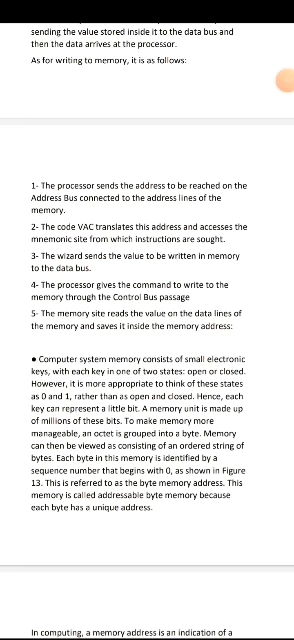 sending the value stored inside it to the data bus and
then the data arrives at the processor.
As for writing to memory, it is as follows:
1- The processor sends the address to be reached on the
Address Bus connected to the address lines of the
memory.
2- The code VAC translates this address and accesses the
mnemonic site from which instructions are sought.
3- The wizard sends the value to be written in memory
to the data bus.
4- The processor gives the command to write to the
memory through the Control Bus passage
5- The memory site reads the value on the data lines of
the memory and saves it inside the memory address:
● Computer system memory consists of small electronic
keys, with each key in one of two states: open or closed.
However, it is more appropriate to think of these states
as 0 and 1, rather than as open and closed. Hence, each
key can represent a little bit. A memory unit is made up
of millions of these bits. To make memory more
manageable, an octet is grouped into a byte. Memory
can then be viewed as consisting of an ordered string of
bytes. Each byte in this memory is identified by a
sequence number that begins with 0, as shown in Figure
13. This is referred to as the byte memory address. This
memory is called addressable byte memory because
each byte has a unique address.
In computing, a memory address is an indication of a